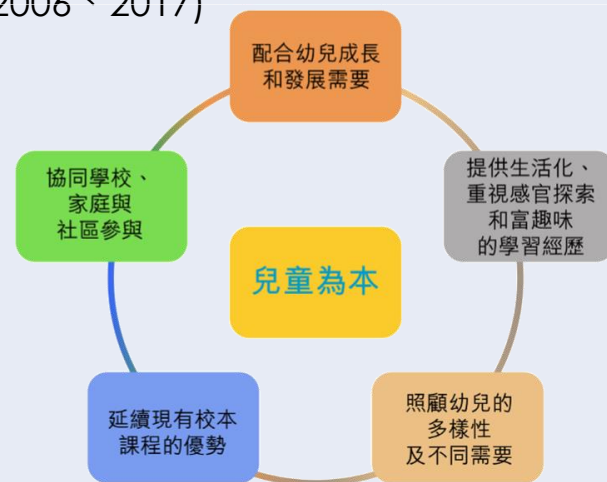 2006、2017)
配合幼兒成長
和發展需要
提供生活化、
重視感官探索
和富趣味
的學習經歷
照顧幼兒的
多樣性
及不同需要
延續現有校本
課程的優勢
協同學校、
家庭與
社區參與
兒童為本